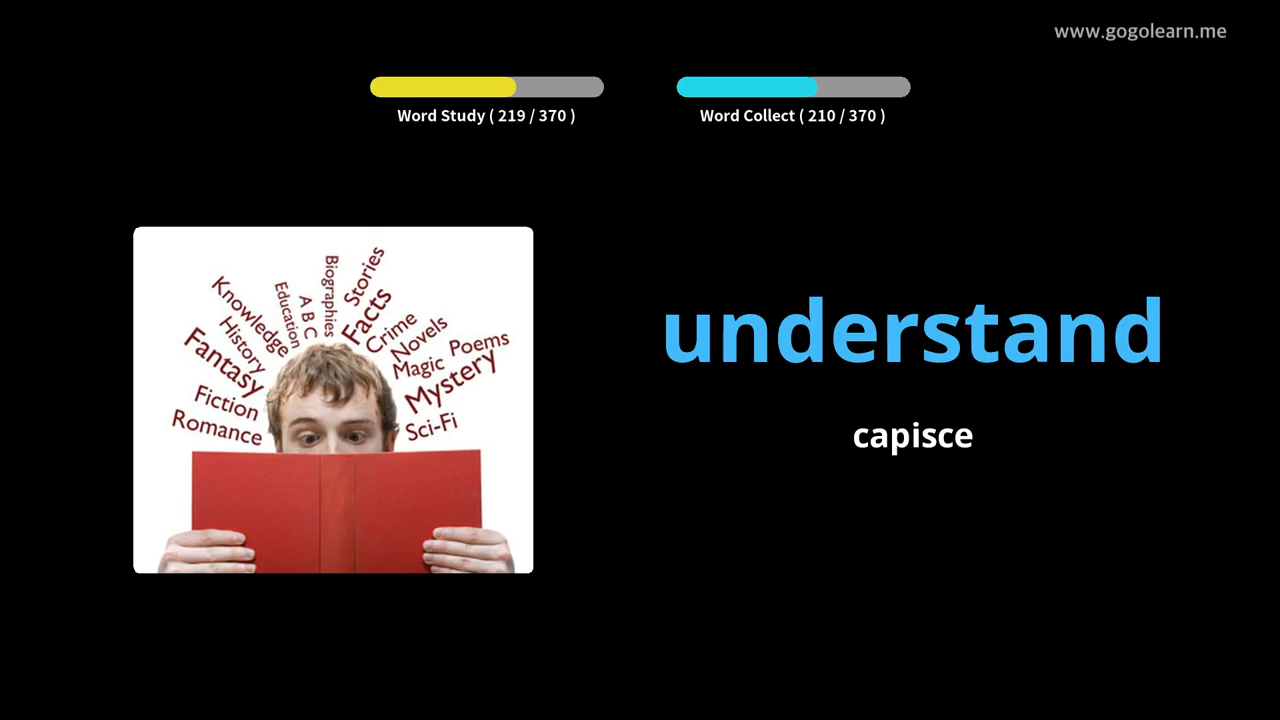 www.gogolearn.me
Word Study ( 219 / 370 )
Word Collect ( 210 / 370 )
Knowledge
Education
A B C
Biographies
Stories
Facts
Crime
Novels
Poems
History
Fantasy
Magic
Mystery
Fiction
Romance
Sci-Fi
understand
capisce